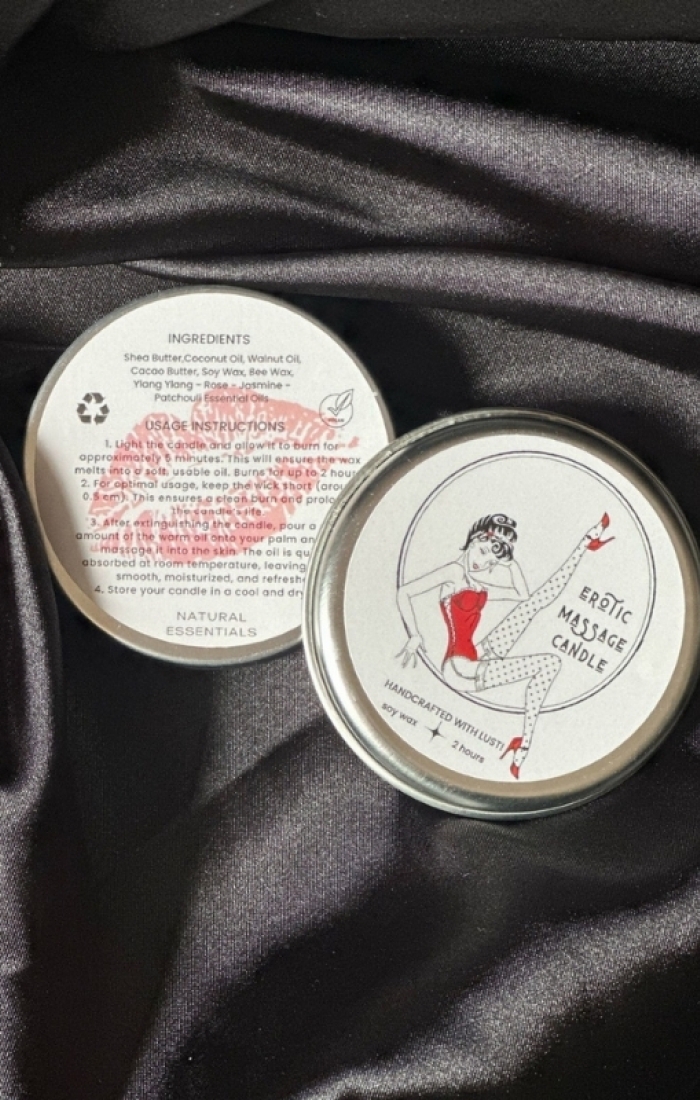 INGREDIENTS
Shea Butter,Coconut Oil, Walnut Oil,
Cacao Butter, Soy Wax, Bee Wax,
Ylang Ylang - Rose - Jasmine -
Patchouli Essential Oils
USAGE INSTRUCTIONS
1. Light the candle and allow it to burn for
approximately 5 minutes. This will ensure the wax
melts into a soft, usable oil. Burns for up to 2 hour
2. For optimal usage, keep the wick short (arou
0.5 cm). This ensures a clean burn and prolo
the candle's life.
3. After extinguishing the candle, pour a
amount of the warm oil onto your palm an
massage it into the skin. The oil is qu
absorbed at room temperature, leaving
smooth, moisturized, and refreshe
4. Store your candle in a cool and dry
NATURAL
ESSENTIALS
EROTIC
MASSAGE
CANDLE
HANDCRAFTED WITH LUST!
soy wax
2 hours